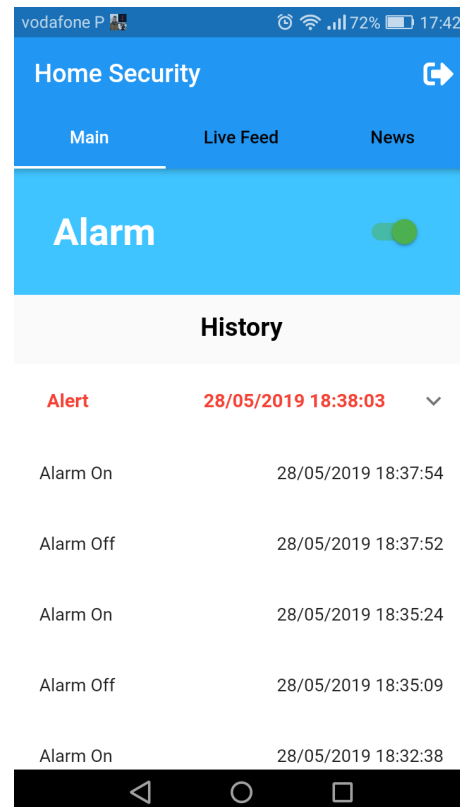 vodafone P 72% 17:42
Home Security
Main Live Feed News
Alarm
History
Alert 28/05/2019 18:38:03
Alarm On 28/05/2019 18:37:54
Alarm Off 28/05/2019 18:37:52
Alarm On 28/05/2019 18:35:24
Alarm Off 28/05/2019 18:35:09
Alarm On 28/05/2019 18:32:38